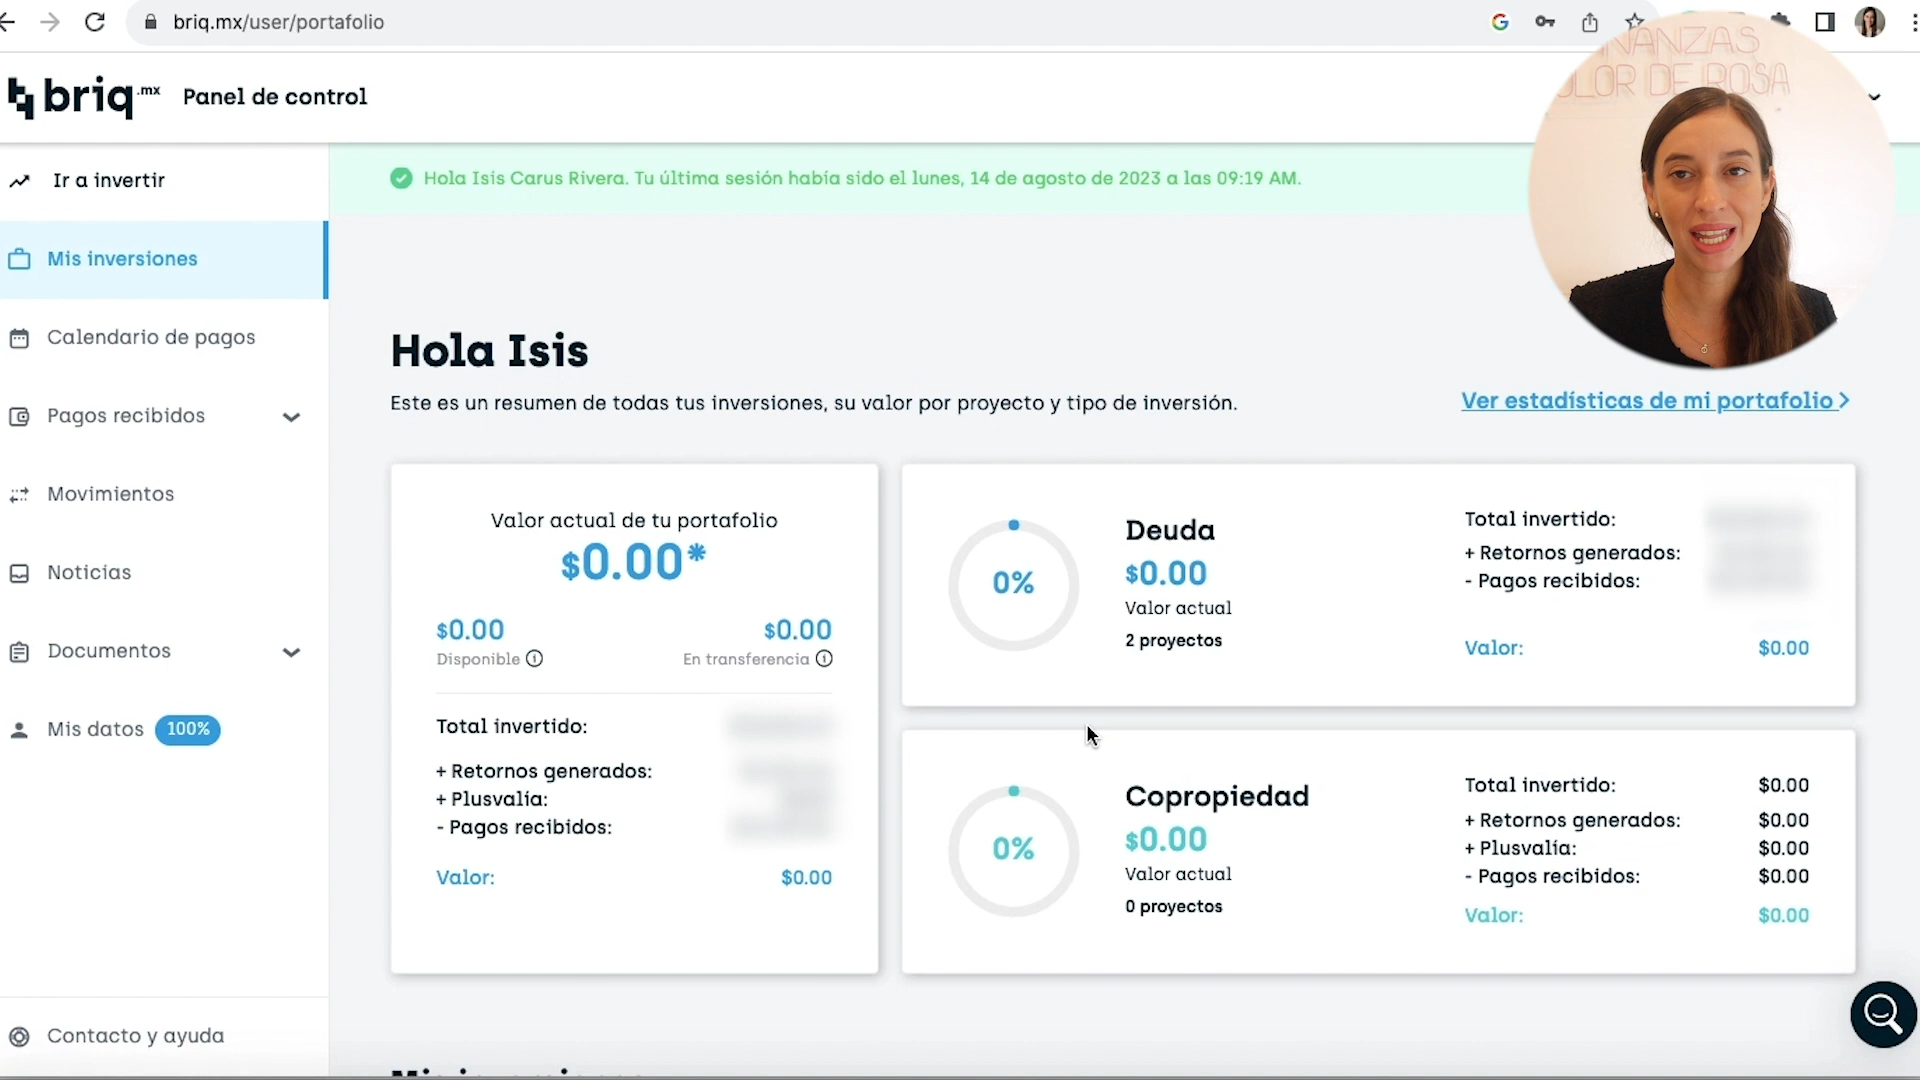 briq.mx/user/portafolio
briq.mx
Panel de control
NANZAS
OLOR DE ROSA
Ir a invertir
Mis inversiones
Calendario de pagos
Pagos recibidos
Movimientos
Noticias
Documentos
Mis datos 100%
Contacto y ayuda
Hola Isis Carus Rivera. Tu última sesión había sido el lunes, 14 de agosto de 2023 a las 09:19 AM.
Hola Isis
Este es un resumen de todas tus inversiones, su valor por proyecto y tipo de inversión.
Ver estadísticas de mi portafolio >
Valor actual de tu portafolio
$0.00*
$0.00 $0.00
Disponible En transferencia
Total invertido:
+ Retornos generados:
+ Plusvalía:
- Pagos recibidos:
Valor: $0.00
0%
Deuda
$0.00
Valor actual
2 proyectos
Total invertido:
+ Retornos generados:
- Pagos recibidos:
Valor: $0.00
0%
Copropiedad
$0.00
Valor actual
0 proyectos
Total invertido: $0.00
+ Retornos generados: $0.00
+ Plusvalía: $0.00
- Pagos recibidos: $0.00
Valor: $0.00